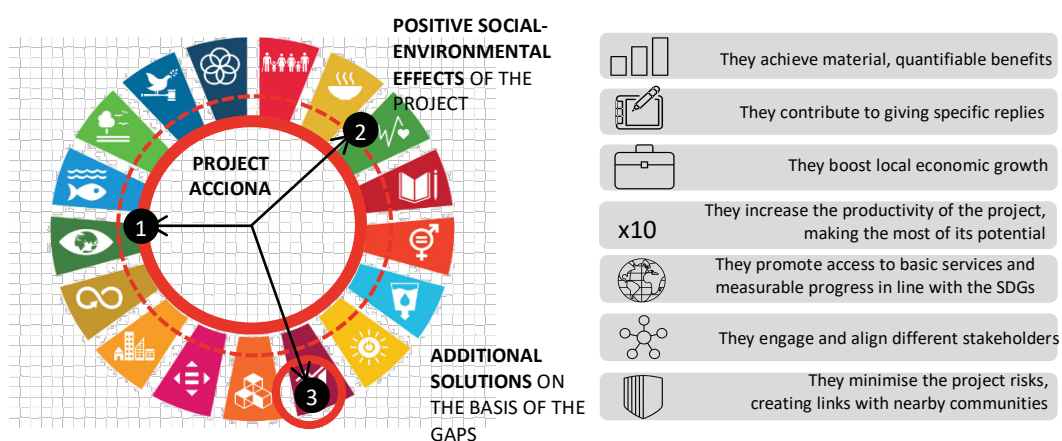 POSITIVE SOCIAL-
ENVIRONMENTAL
EFFECTS OF THE
PROJECT
2
PROJECT
ACCIONA
1
3
ADDITIONAL
SOLUTIONS ON
THE BASIS OF THE
GAPS
They achieve material, quantifiable benefits
They contribute to giving specific replies
They boost local economic growth
x10
They increase the productivity of the project,
making the most of its potential
They promote access to basic services and
measurable progress in line with the SDGs
They engage and align different stakeholders
They minimise the project risks,
creating links with nearby communities